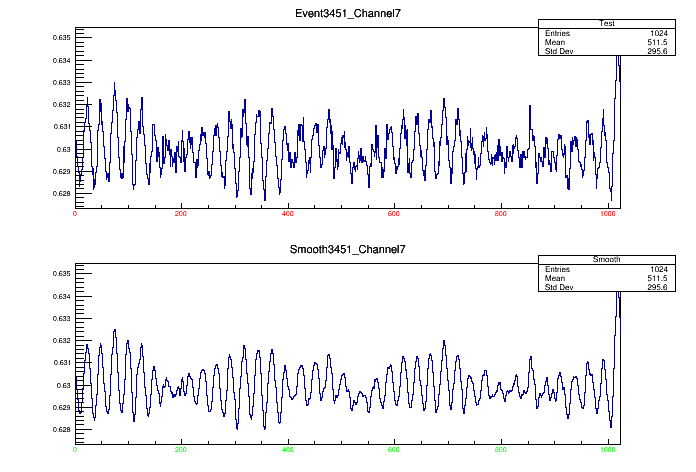 Event3451_Channel7
Test
Entries 1024
Mean 511.5
Std Dev 295.6
0.635
0.634
0.633
0.632
0.631
0.63
0.629
0.628
0 200 400 600 800 1000
Smooth3451_Channel7
Smooth
Entries 1024
Mean 511.5
Std Dev 295.6
0.635
0.634
0.633
0.632
0.631
0.63
0.629
0.628
0 200 400 600 800 1000